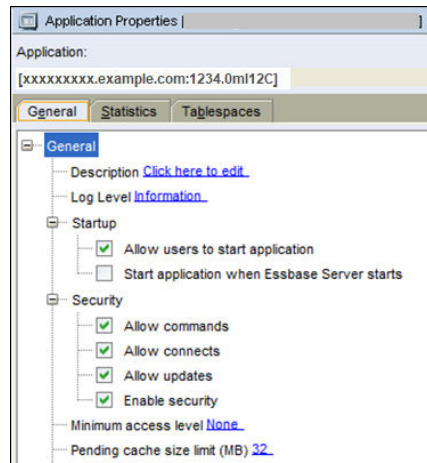 Application Properties [ ]
Application:
[xxxxxxxxx.example.com:1234.0ml12C]
General Statistics Tablespaces
General
Description Click here to edit
Log Level Information
Startup
Allow users to start application
Start application when Essbase Server starts
Security
Allow commands
Allow connects
Allow updates
Enable security
Minimum access level None
Pending cache size limit (MB) 32